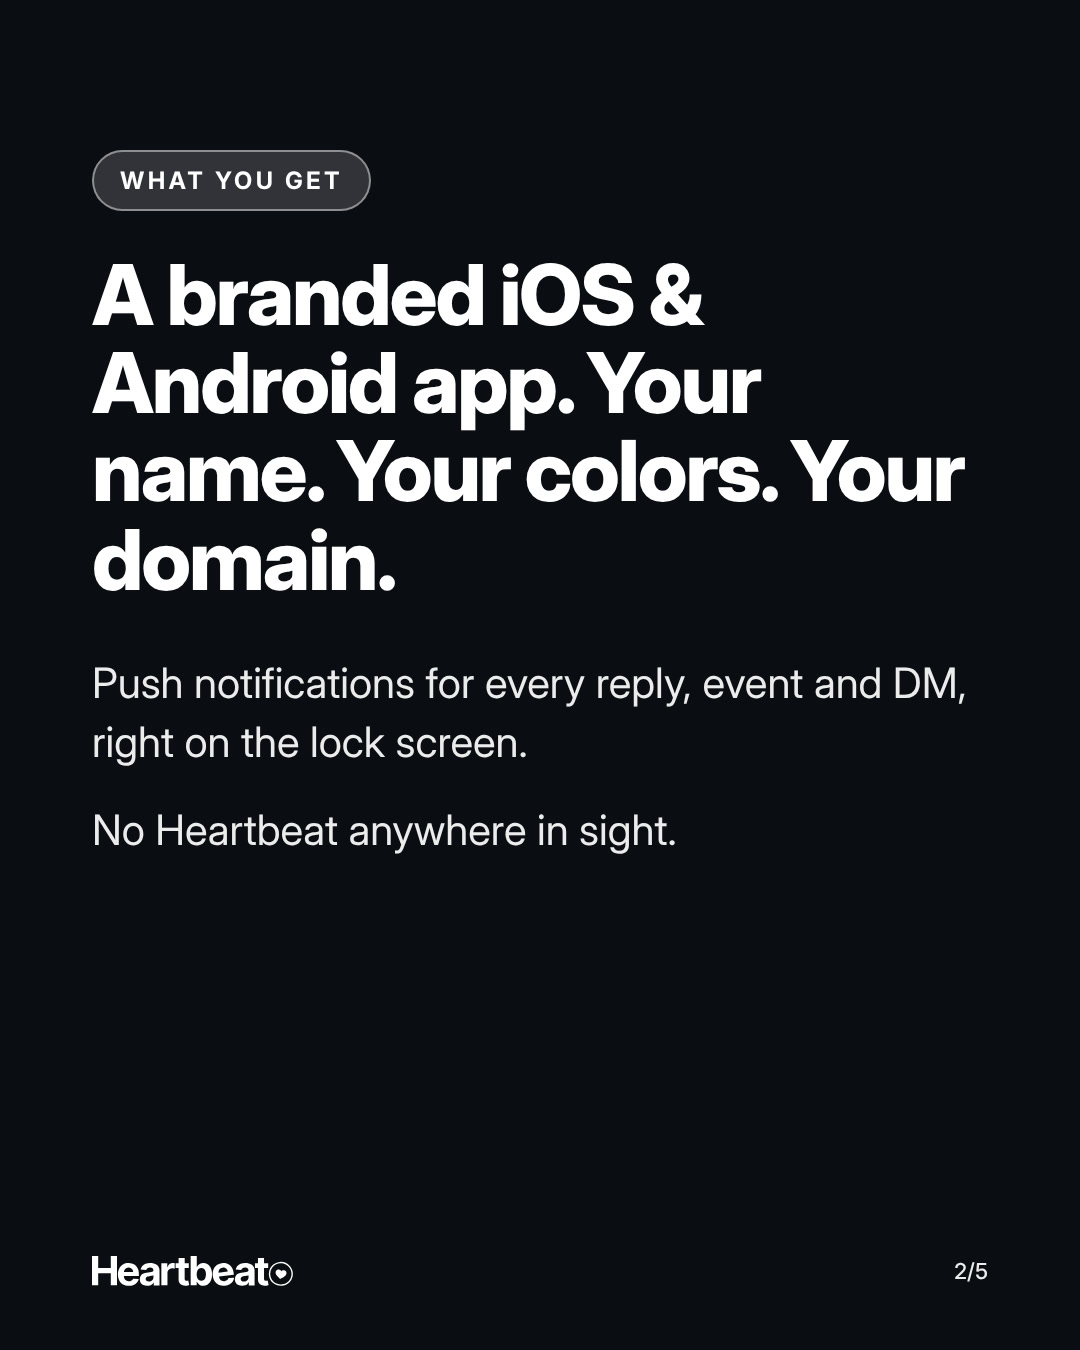 WHAT YOU GET
A branded iOS &
Android app. Your
name. Your colors. Your
domain.
Push notifications for every reply, event and DM,
right on the lock screen.
No Heartbeat anywhere in sight.
Heartbeat
2/5